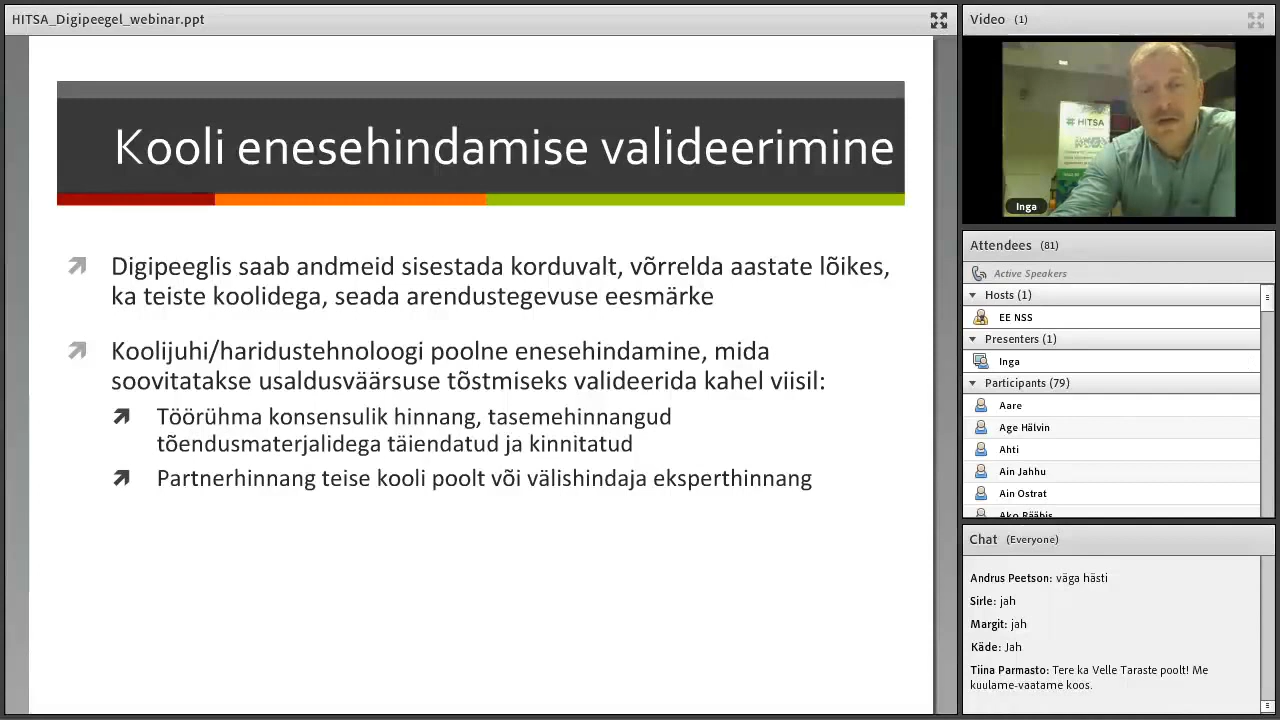 HITSA_Digipeegel_webinar.ppt
Kooli enesehindamise valideerimine
Digipeeglis saab andmeid sisestada korduvalt, võrrelda aastate lõikes,
ka teiste koolidega, seada arendustegevuse eesmärke
Koolijuhi/haridustehnoloogi poolne enesehindamine, mida
soovitatakse usaldusväärsuse tõstmiseks valideerida kahel viisil:
Töörühma konsensulik hinnang, tasemehinnangud
tõendusmaterjalidega täiendatud ja kinnitatud
Partnerhinnang teise kooli poolt või välishindaja eksperthinnang
Video (1)
HITSA
Inga
Attendees (81)
Active Speakers
Hosts (1)
EE NSS
Presenters (1)
Inga
Participants (79)
Aare
Age Hälvin
Ahti
Ain Jahhu
Ain Ostrat
Ako Rääbis
Chat (Everyone)
Andrus Peetson: väga hästi
Sirle: jah
Margit: jah
Käde: Jah
Tiina Parmasto: Tere ka Velle Taraste poolt! Me
kuulame-vaatame koos.